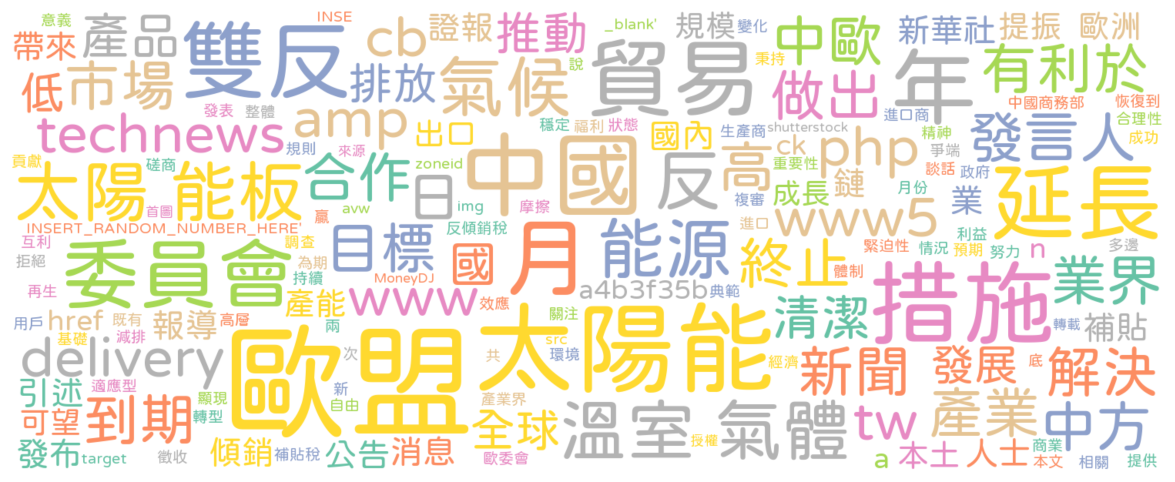 意義
INSE
_blank'
規模
變化
新華社
提振
歐洲
帶來
產品
雙反
cb
證報
推動
說
貿易
秉持
中歐
年
有利於
低
市場
排放
氣候
做出
中國商務部
恢復到
發表
整體
合理性
technews
amp
出口
穩定
福利
狀態
國內
生產商
shutterstock
進口商
精神
成功
規則
來源
中國
反
高
ck
php
爭端
發言人
貢獻
磋商
合作
zoneid
重要性
談話
政府
太陽能板
日
img
成長
鏈
月份
業
延長
首圖
贏
avw
摩擦
複審
進口
www5
利益
INSERT_RANDOM_NUMBER_HERE'
反傾銷稅
互利
委員會
調查
目標
國
月
能源
終止
緊迫性
情況
預期
努力
n
多邊
拒絕
為期
持續
MoneyDJ
體制
再生
產能
www
效應
a4b3f35b
典範
措施
業界
用戶
href
既有
報導
高層
兩
關注
清潔
轉載
補貼
基礎
減排
歐盟
太陽能
src
delivery
次
共
環境
經濟
新聞
發展
底
解決
引述
適應型
新
產業界
顯現
自由
可望
到期
轉型
全球
溫室氣體
tw
產業
中方
授權
發布
target
徵收
傾銷
補貼稅
公告
消息
歐委會
a
本土
人士
商業
本文
相關
提供